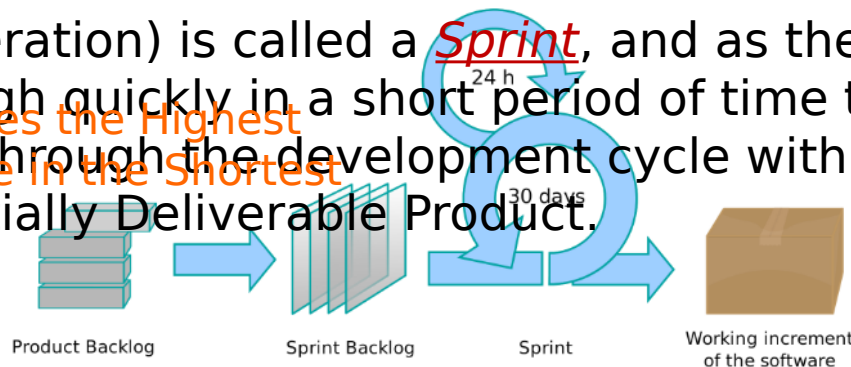 eration) is called a Sprint, and as the
24 h
gh quickly in a short period of time t
es the Highest
hrough the development cycle with
e in the Shortest
30 days
ially Deliverable Product.
Product Backlog
Sprint Backlog
Sprint
Working increment
of the software